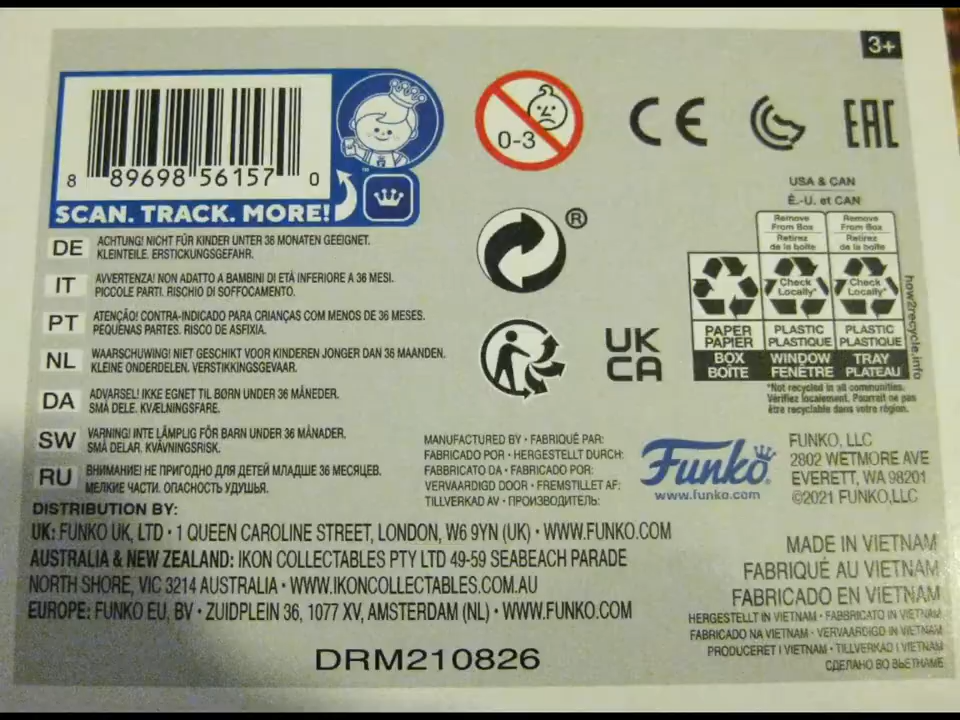 3+
8 89698 56157 0
SCAN. TRACK. MORE!
0-3
CE
EAC
®
UK
CA
USA & CAN
É.-U. et CAN
Remove From Box
Retirez de la boîte
Remove From Box
Retirez de la boîte
Check Locally*
Check Locally*
PAPER
PAPIER
PLASTIC
PLASTIQUE
PLASTIC
PLASTIQUE
BOX
BOÎTE
WINDOW
FENÊTRE
TRAY
PLATEAU
how2recycle.info
*Not recycled in all communities.
Vérifiez localement. Pourrait ne pas
être recyclable dans votre région.
DE ACHTUNG! NICHT FÜR KINDER UNTER 36 MONATEN GEEIGNET.
KLEINTEILE. ERSTICKUNGSGEFAHR.
IT AVVERTENZA! NON ADATTO A BAMBINI DI ETÀ INFERIORE A 36 MESI.
PICCOLE PARTI. RISCHIO DI SOFFOCAMENTO.
PT ATENÇÃO! CONTRA-INDICADO PARA CRIANÇAS COM MENOS DE 36 MESES.
PEQUENAS PARTES. RISCO DE ASFIXIA.
NL WAARSCHUWING! NIET GESCHIKT VOOR KINDEREN JONGER DAN 36 MAANDEN.
KLEINE ONDERDELEN. VERSTIKKINGSGEVAAR.
DA ADVARSEL! IKKE EGNET TIL BØRN UNDER 36 MÅNEDER.
SMÅ DELE. KVÆLNINGSFARE.
SW VARNING! INTE LÄMPLIG FÖR BARN UNDER 36 MÅNADER.
SMÅ DELAR. KVÄVNINGSRISK.
RU ВНИМАНИЕ! НЕ ПРИГОДНО ДЛЯ ДЕТЕЙ МЛАДШЕ 36 МЕСЯЦЕВ.
МЕЛКИЕ ЧАСТИ. ОПАСНОСТЬ УДУШЬЯ.
MANUFACTURED BY • FABRIQUÉ PAR:
FABRICADO POR • HERGESTELLT DURCH:
FABBRICATO DA • FABRICADO POR:
VERVAARDIGD DOOR • FREMSTILLET AF:
TILLVERKAD AV • ПРОИЗВОДИТЕЛЬ:
Funko®
www.funko.com
FUNKO, LLC
2802 WETMORE AVE
EVERETT, WA 98201
©2021 FUNKO,LLC
DISTRIBUTION BY:
UK: FUNKO UK, LTD • 1 QUEEN CAROLINE STREET, LONDON, W6 9YN (UK) • WWW.FUNKO.COM
AUSTRALIA & NEW ZEALAND: IKON COLLECTABLES PTY LTD 49-59 SEABEACH PARADE
NORTH SHORE, VIC 3214 AUSTRALIA • WWW.IKONCOLLECTABLES.COM.AU
EUROPE: FUNKO EU, BV • ZUIDPLEIN 36, 1077 XV, AMSTERDAM (NL) • WWW.FUNKO.COM
MADE IN VIETNAM
FABRIQUÉ AU VIETNAM
FABRICADO EN VIETNAM
HERGESTELLT IN VIETNAM • FABBRICATO IN VIETNAM
FABRICADO NA VIETNAM • VERVAARDIGD IN VIETNAM
PRODUCERET I VIETNAM • TILLVERKAD I VIETNAM
СДЕЛАНО ВО ВЬЕТНАМЕ
DRM210826